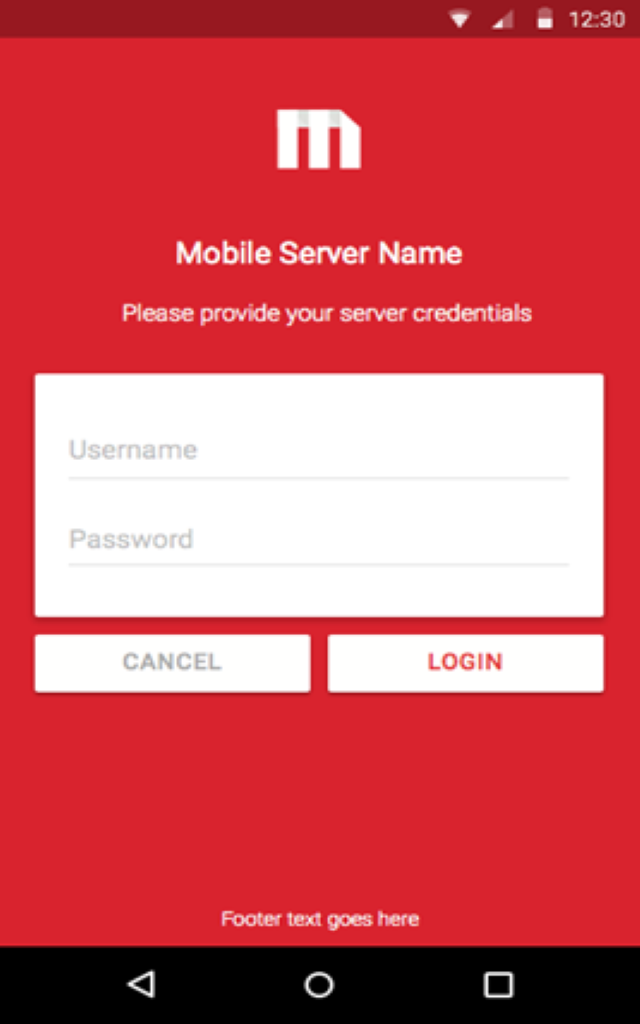 12:30
Mobile Server Name
Please provide your server credentials
Username
Password
CANCEL
LOGIN
Footer text goes here